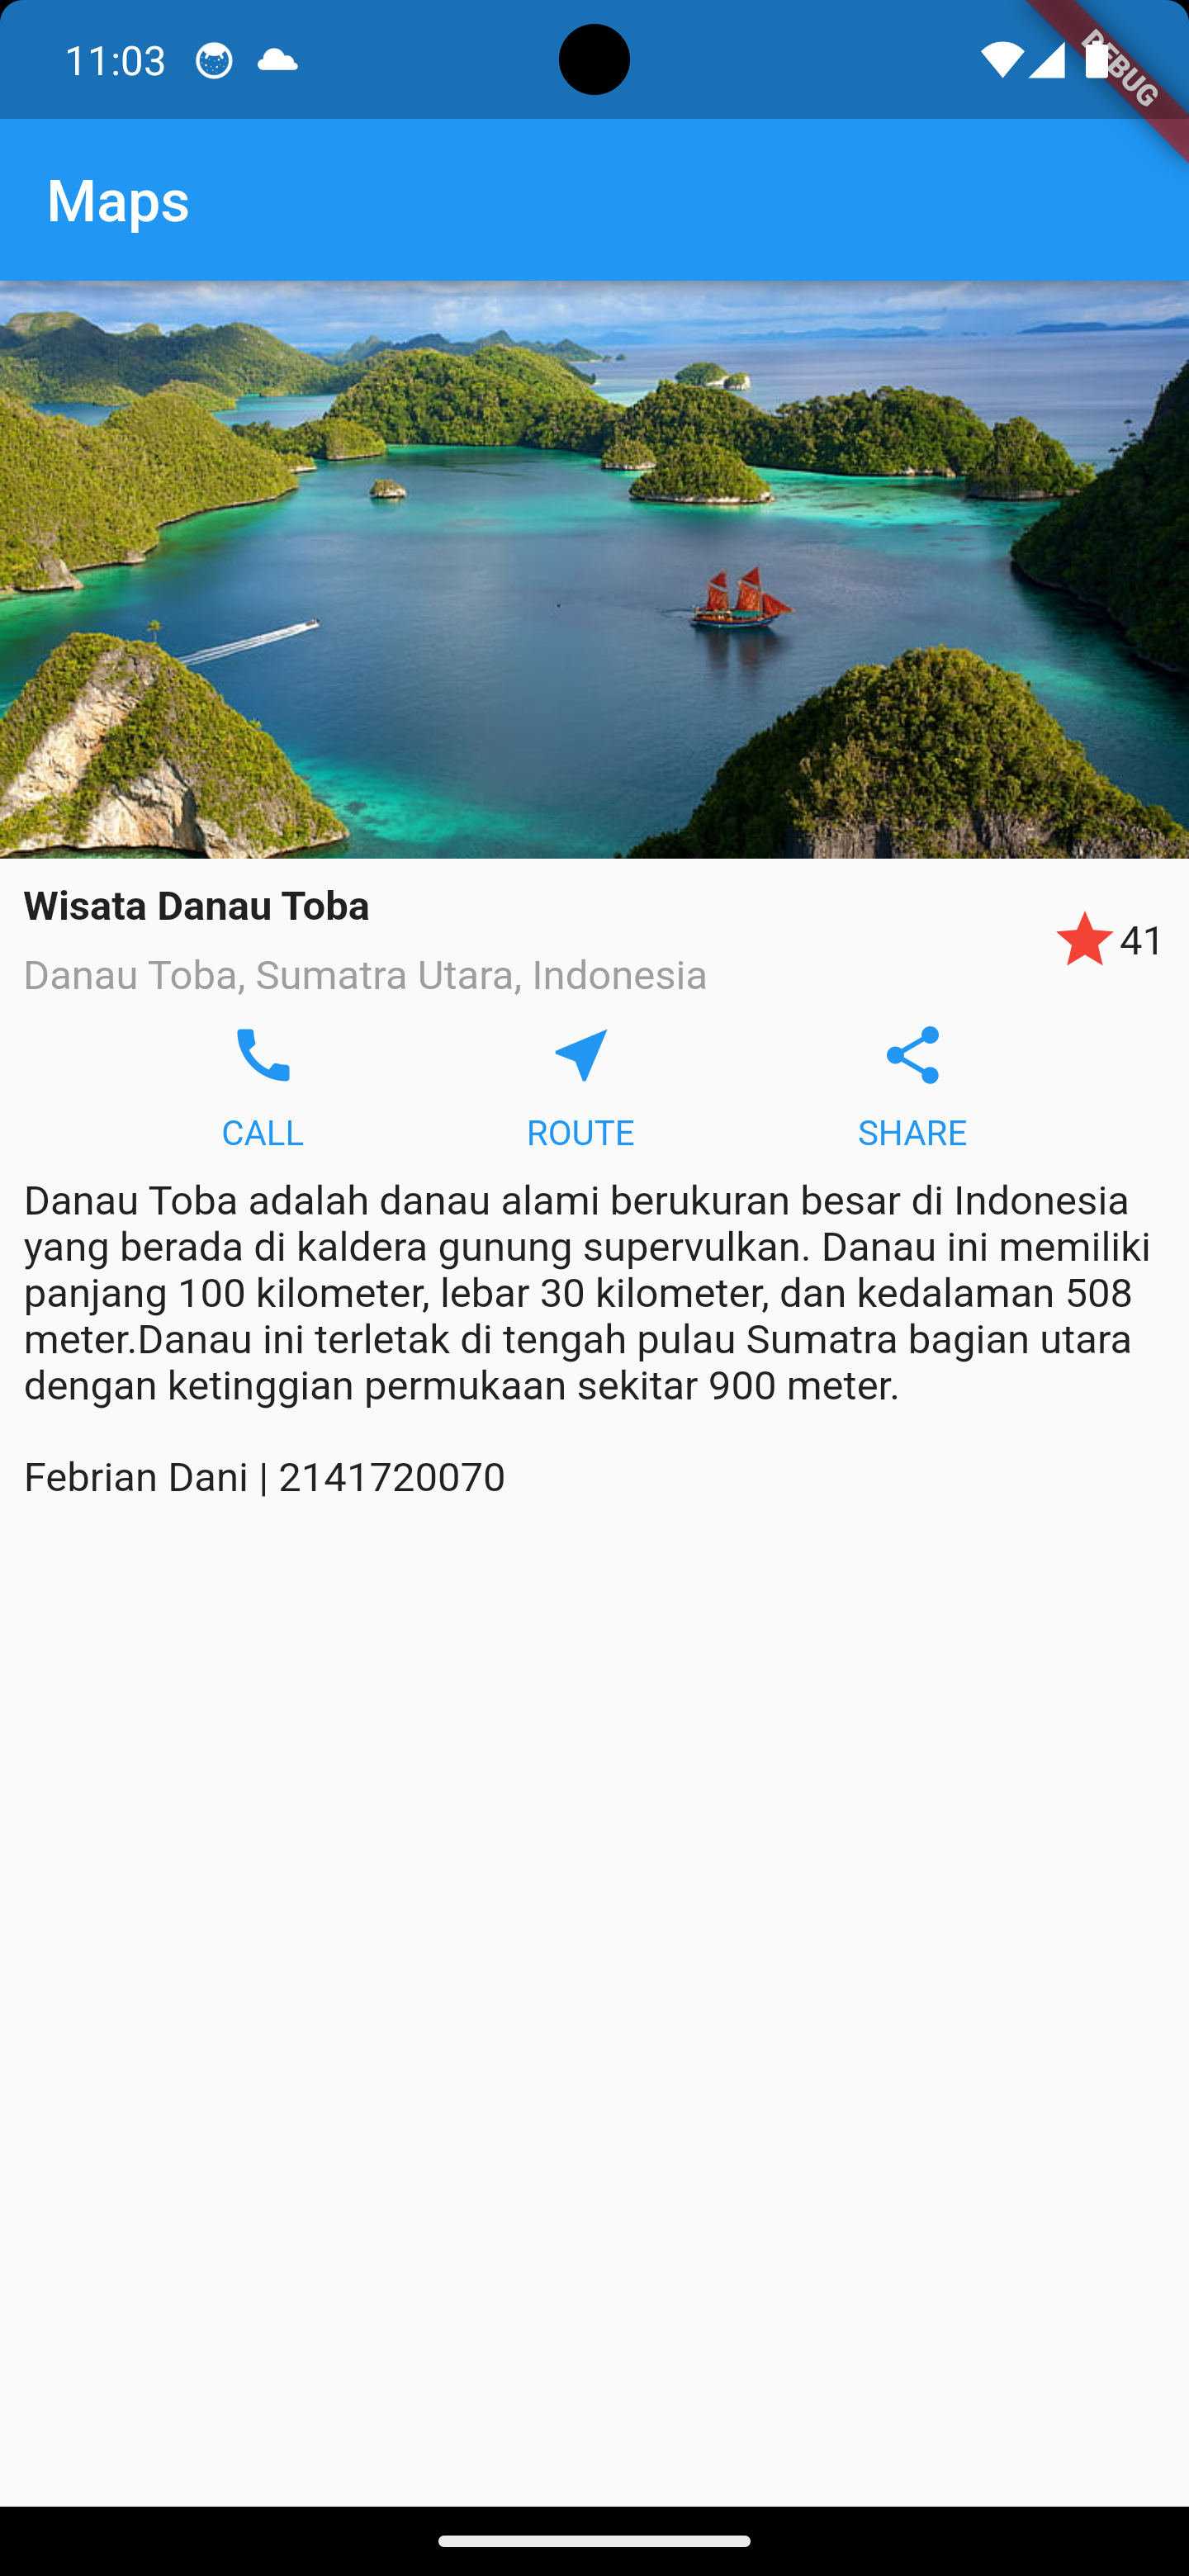 11:03
DEBUG
Maps
Wisata Danau Toba
41
Danau Toba, Sumatra Utara, Indonesia
CALL ROUTE SHARE
Danau Toba adalah danau alami berukuran besar di Indonesia
yang berada di kaldera gunung supervulkan. Danau ini memiliki
panjang 100 kilometer, lebar 30 kilometer, dan kedalaman 508
meter.Danau ini terletak di tengah pulau Sumatra bagian utara
dengan ketinggian permukaan sekitar 900 meter.
Febrian Dani | 2141720070